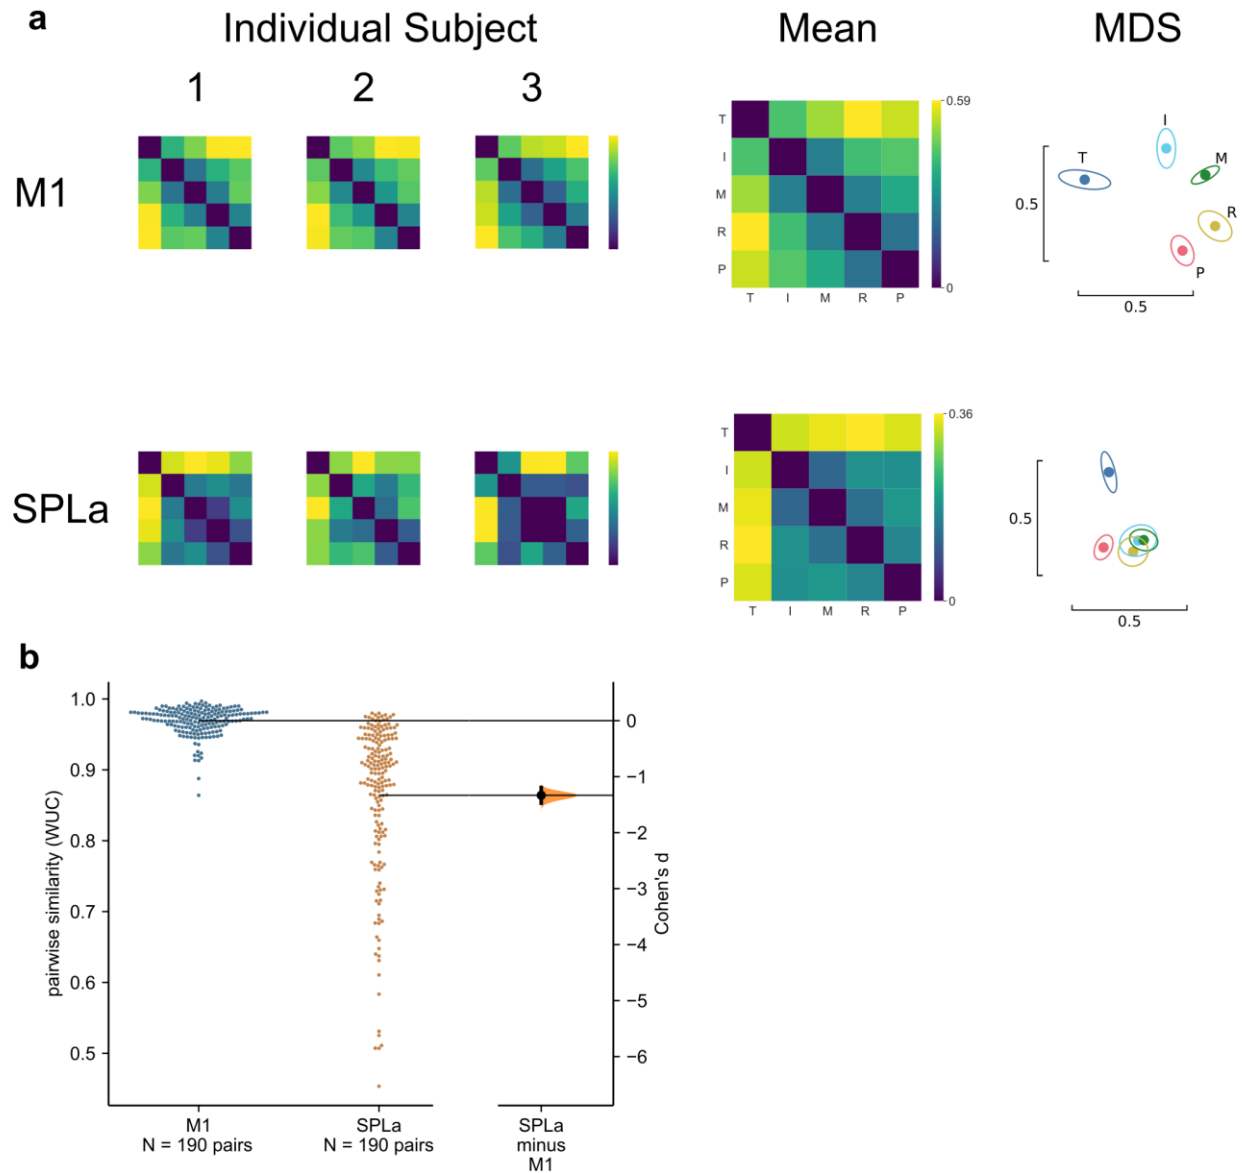 a
Individual Subject
Mean
MDS
1
2
3
M1
T
I
M
R
P
T I M R P
0.59
0
T
I
M
R
P
0.5
0.5
SPLa
T
I
M
R
P
T I M R P
0.36
0
0.5
0.5
b
pairwise similarity (WUC)
1.0
0.9
0.8
0.7
0.6
0.5
0
−1
−2
−3
−4
−5
−6
Cohen's d
M1
N = 190 pairs
SPLa
N = 190 pairs
SPLa
minus
M1